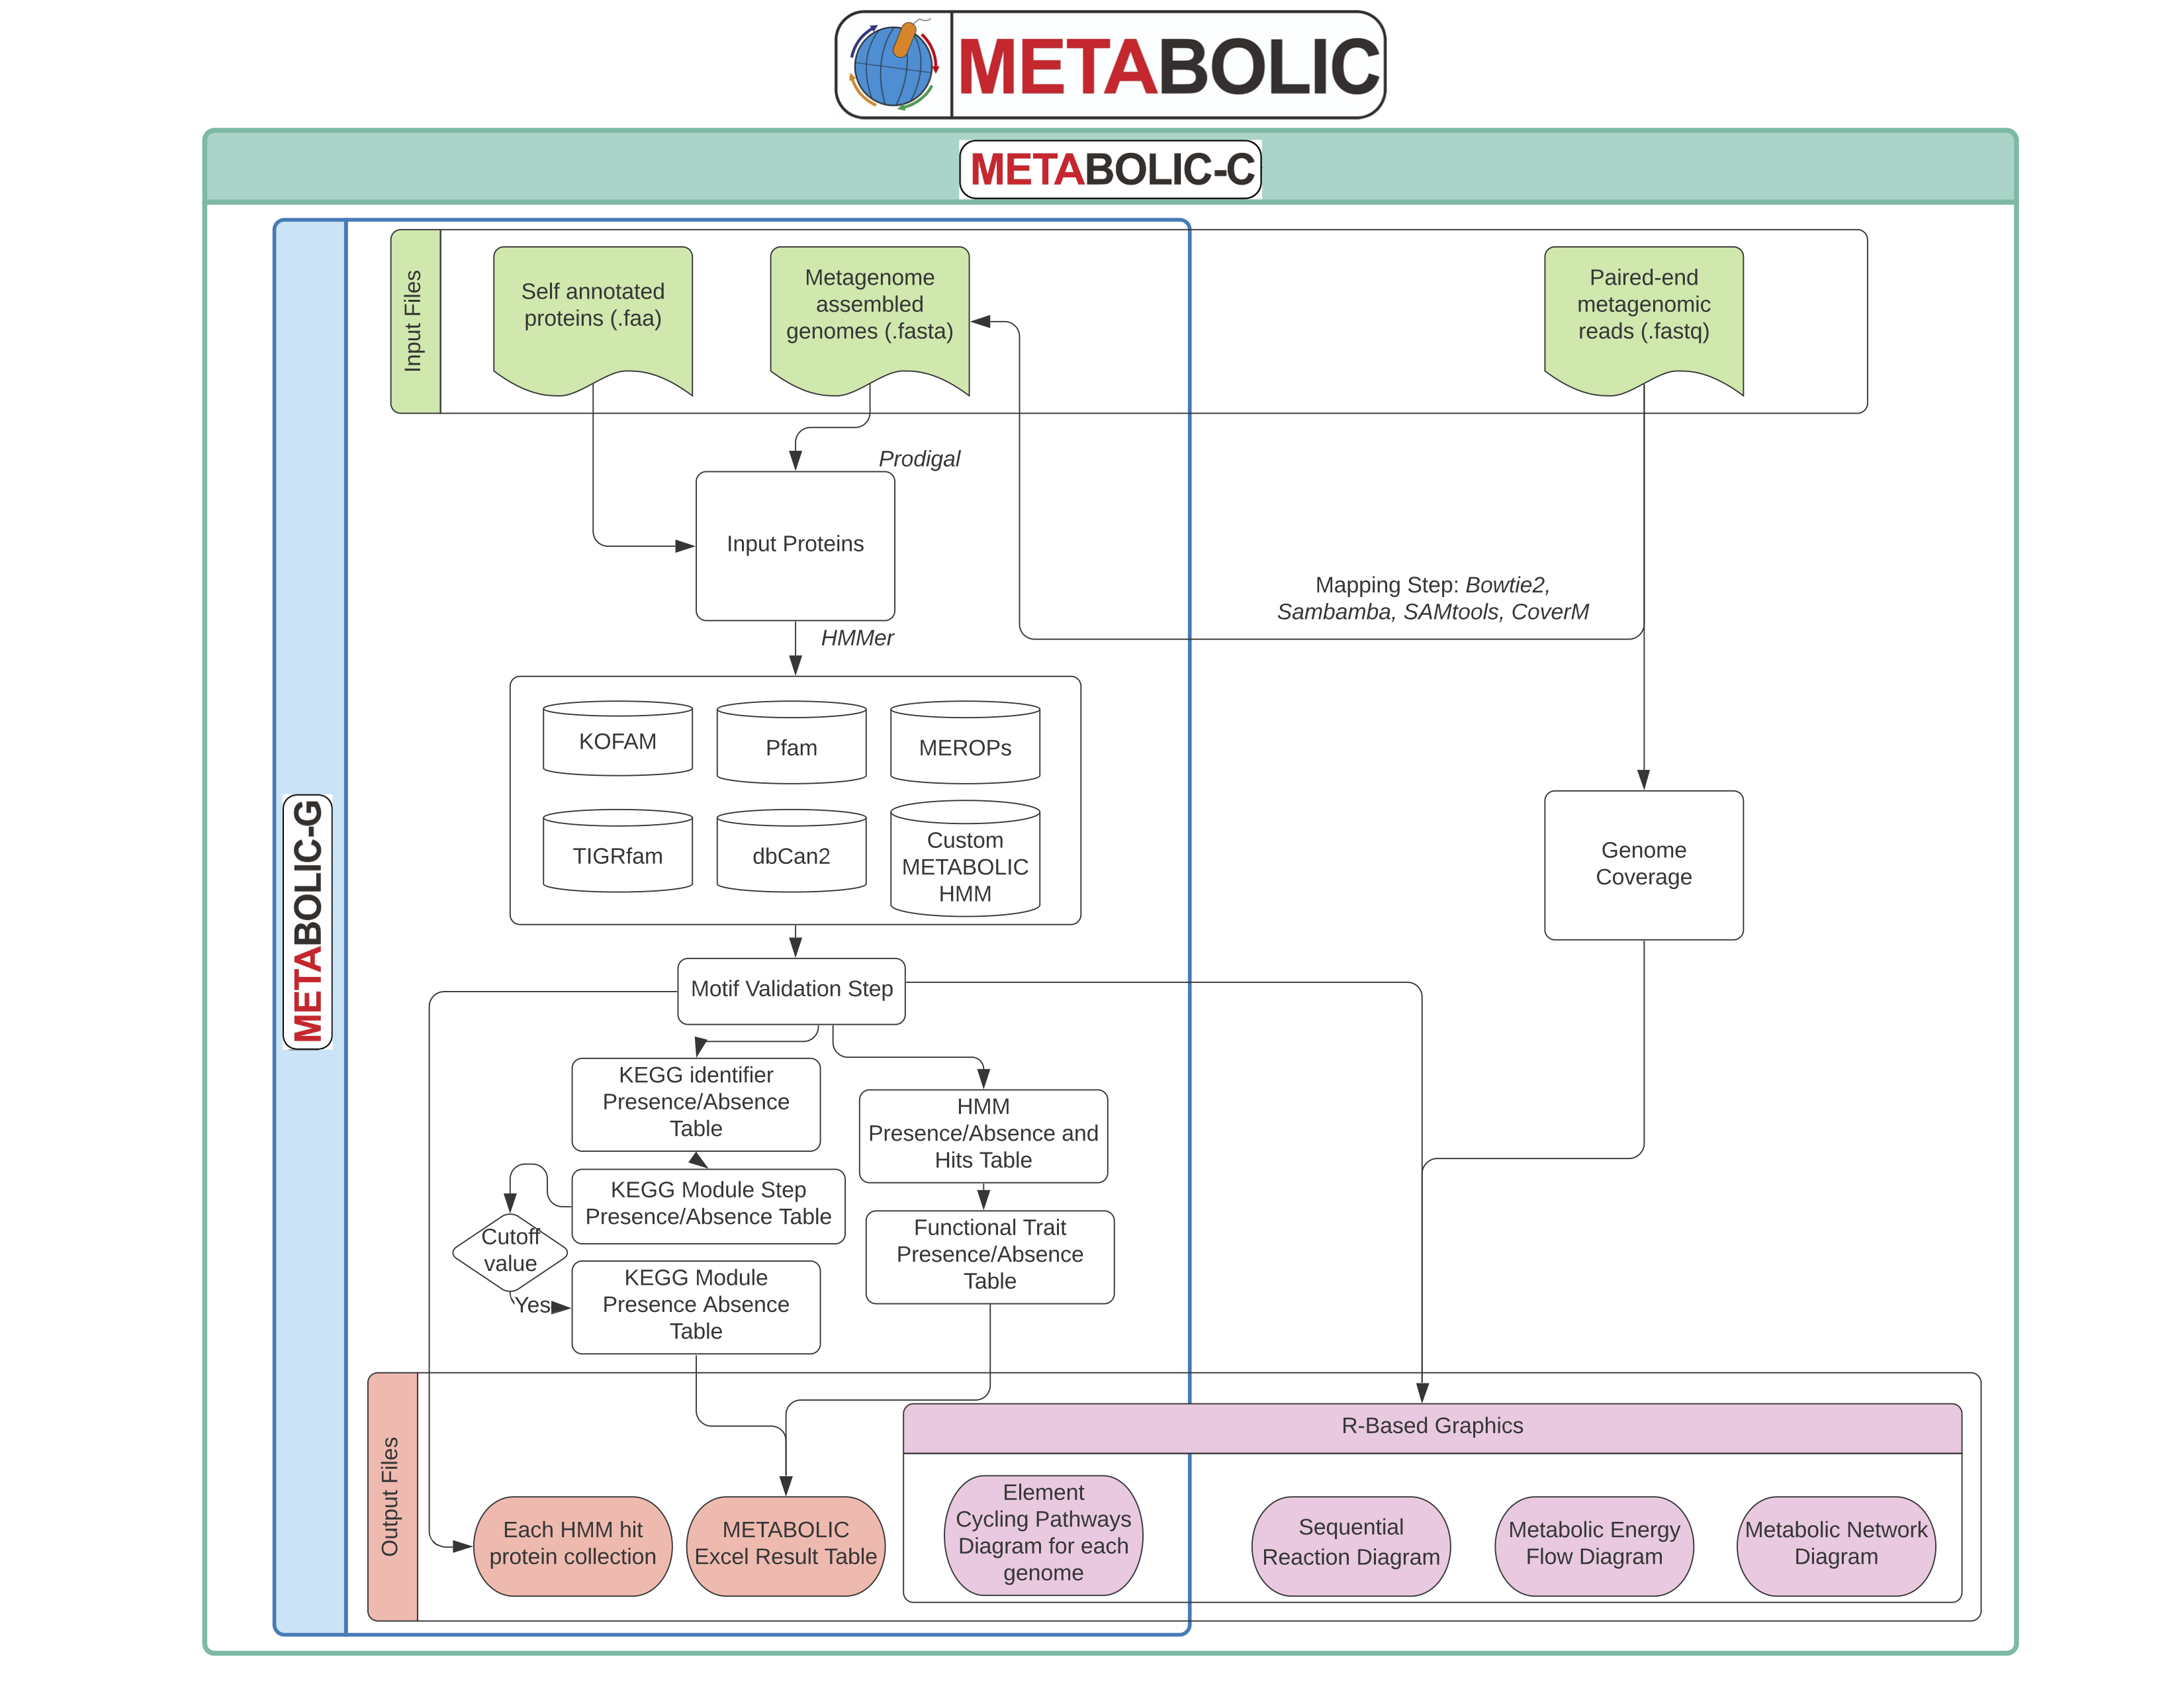 METABOLIC
METABOLIC-C
METABOLIC-G
Input Files
Self annotated
proteins (.faa)
Metagenome
assembled
genomes (.fasta)
Paired-end
metagenomic
reads (.fastq)
Prodigal
Input Proteins
Mapping Step: Bowtie2,
Sambamba, SAMtools, CoverM
HMMer
KOFAM
Pfam
MEROPs
TIGRfam
dbCan2
Custom
METABOLIC
HMM
Genome
Coverage
Motif Validation Step
KEGG identifier
Presence/Absence
Table
HMM
Presence/Absence and
Hits Table
KEGG Module Step
Presence/Absence Table
Cutoff
value
Yes
KEGG Module
Presence Absence
Table
Functional Trait
Presence/Absence
Table
Output Files
Each HMM hit
protein collection
METABOLIC
Excel Result Table
R-Based Graphics
Element
Cycling Pathways
Diagram for each
genome
Sequential
Reaction Diagram
Metabolic Energy
Flow Diagram
Metabolic Network
Diagram